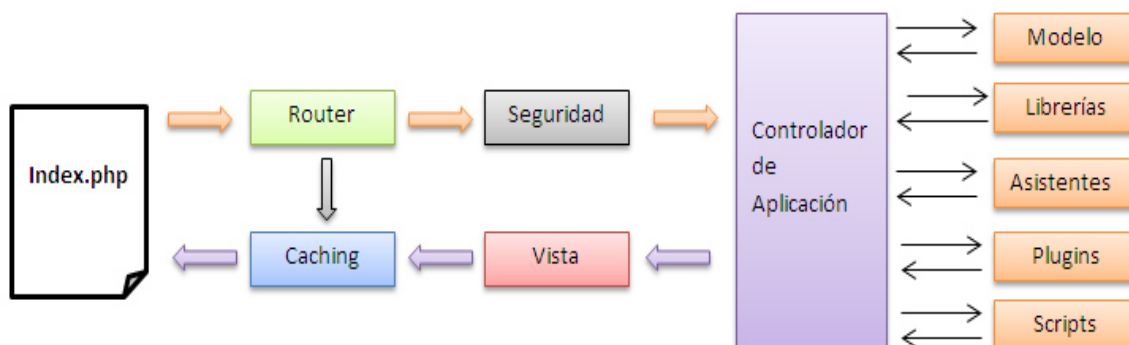 Index.php
Router
Seguridad
Caching
Vista
Controlador
de
Aplicación
Modelo
Librerías
Asistentes
Plugins
Scripts